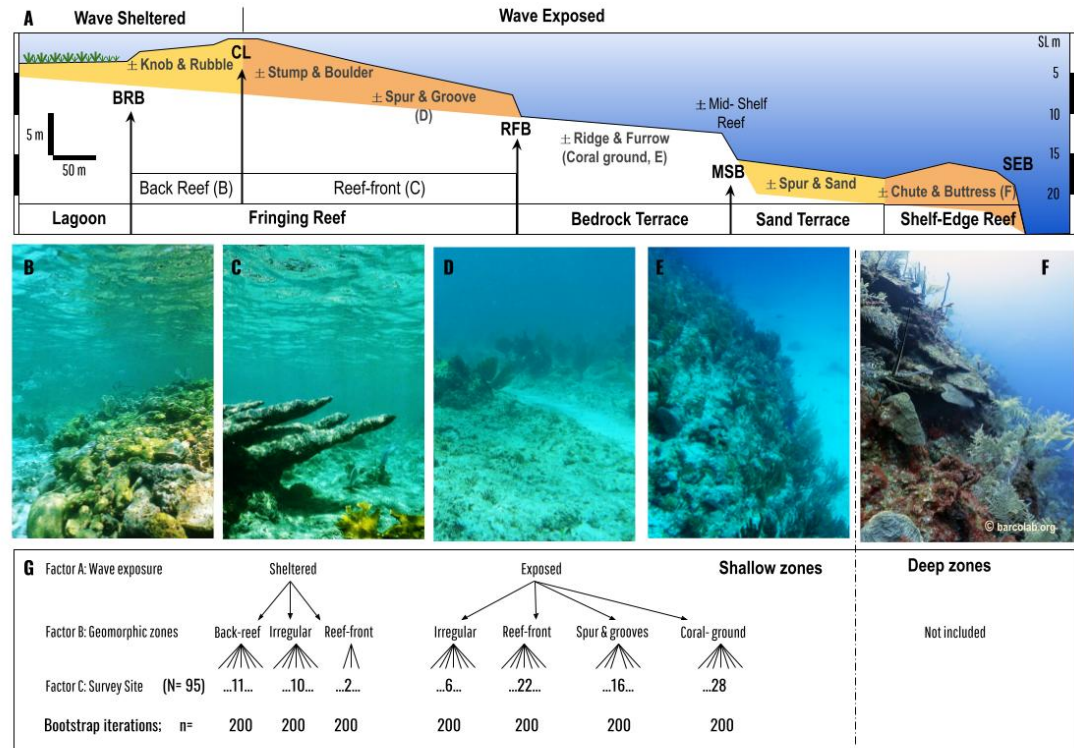 A
Wave Sheltered
Wave Exposed
SL m
CL
± Knob & Rubble
± Stump & Boulder
5
BRB
± Spur & Groove
(D)
± Mid- Shelf
Reef
10
RFB
5 m
50 m
± Ridge & Furrow
(Coral ground, E)
MSB
15
SEB
Back Reef (B)
Reef-front (C)
± Spur & Sand
± Chute & Buttress (F)
20
Lagoon
Fringing Reef
Bedrock Terrace
Sand Terrace
Shelf-Edge Reef
B
C
D
E
F
© barcolab.org
G
Factor A: Wave exposure
Sheltered
Exposed
Shallow zones
Deep zones
Factor B: Geomorphic zones
Back-reef
Irregular
Reef-front
Irregular
Reef-front
Spur & grooves
Coral- ground
Not included
Factor C: Survey Site
(N= 95)
...11...
...10...
...2...
...6...
...22...
...16...
...28
Bootstrap iterations;
n=
200
200
200
200
200
200
200